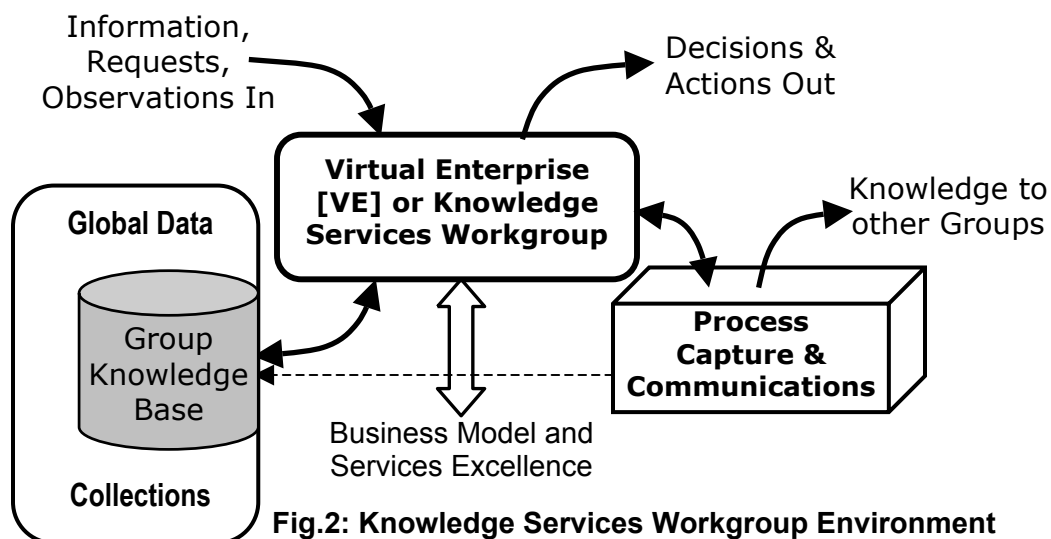 Information,
Requests,
Observations In
Decisions &
Actions Out
Virtual Enterprise
[VE] or Knowledge
Services Workgroup
Knowledge to
other Groups
Global Data
Group
Knowledge
Base
Collections
Process
Capture &
Communications
Business Model and
Services Excellence
Fig.2: Knowledge Services Workgroup Environment